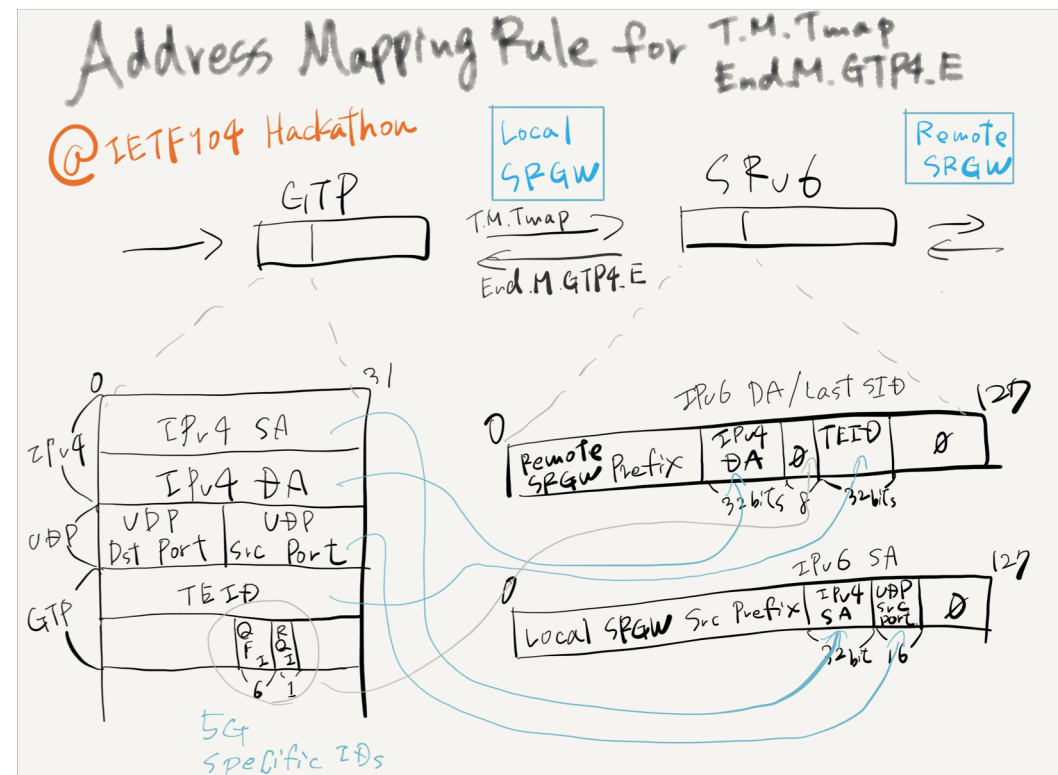 Address Mapping Rule for T.M.Tmap
End.M.GTP4.E
@IETF104 Hackathon
Local
SRGW
Remote
SRGW
GTP
SRv6
T.M.Tmap
End.M.GTP4.E
0
31
IPv4
IPv4 SA
IPv4 DA
UDP
UDP
Dst Port
UDP
Src Port
GTP
TEID
QFI
RQI
6
1
5G
Specific IDs
IPv6 DA/Last SID
0
127
Remote
SRGW Prefix
IPv4
DA
0
TEID
0
32bits
8
32bits
IPv6 SA
0
127
Local SRGW Src Prefix
IPv4
SA
UDP
Src
port
0
32bit
16